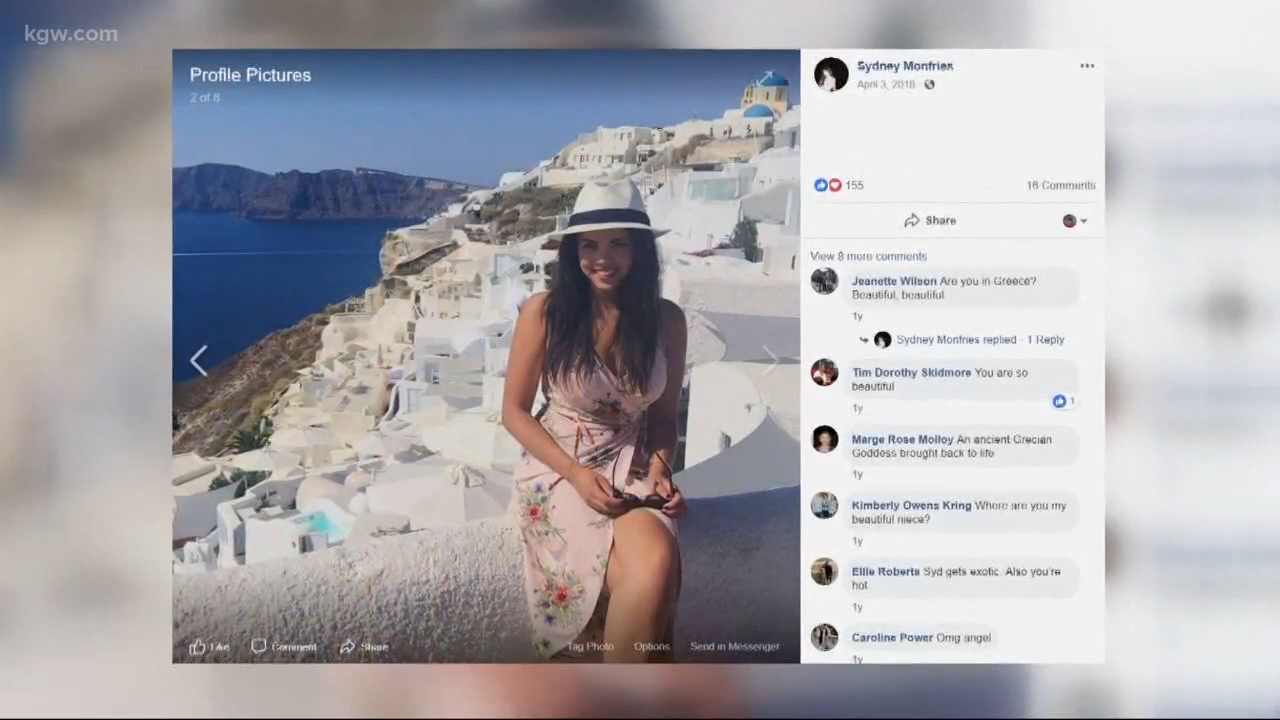 kgw.com
Profile Pictures
2 of 8
Like
Comment
Share
Tag Photo
Options
Send in Messenger
Sydney Monfries
April 3, 2018
155
16 Comments
Share
View 8 more comments
Jeanette Wilson Are you in Greece?
Beautiful, beautiful
1y
Sydney Monfries replied · 1 Reply
Tim Dorothy Skidmore You are so
beautiful
1
1y
Marge Rose Molloy An ancient Grecian
Goddess brought back to life
1y
Kimberly Owens Kring Where are you my
beautiful niece?
1y
Ellie Roberts Syd gets exotic. Also you're
hot
1y
Caroline Power Omg angel
1y